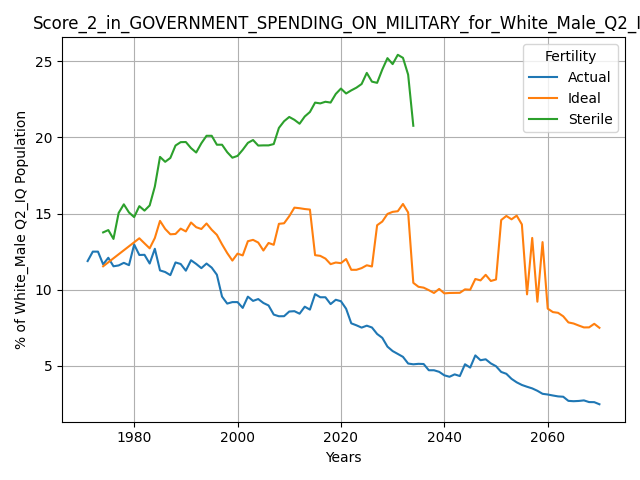 Score_2_in_GOVERNMENT_SPENDING_ON_MILITARY_for_White_Male_Q2_I
Fertility
Actual
Ideal
Sterile
% of White_Male Q2_IQ Population
25
20
15
10
5
1980 2000 2020 2040 2060
Years